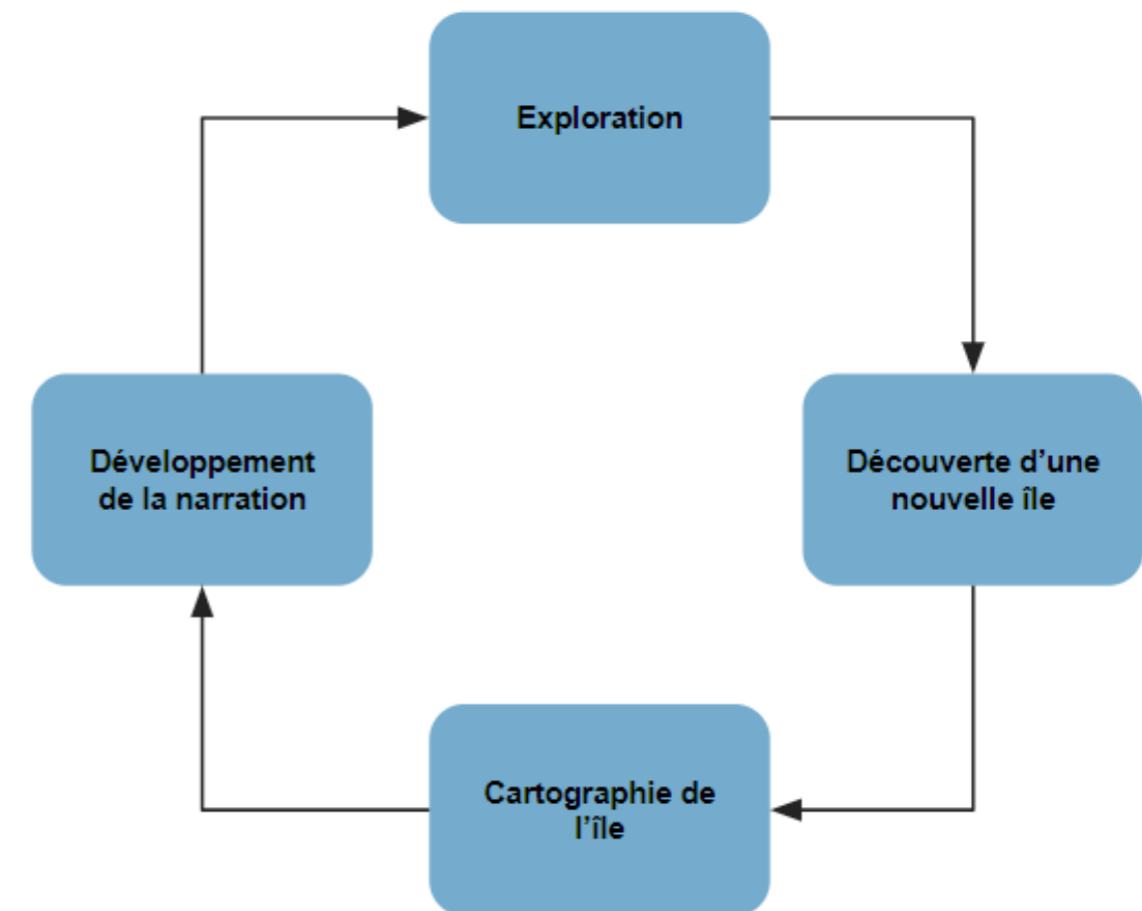 Exploration
Développement
de la narration
Découverte d’une
nouvelle île
Cartographie de
l’île